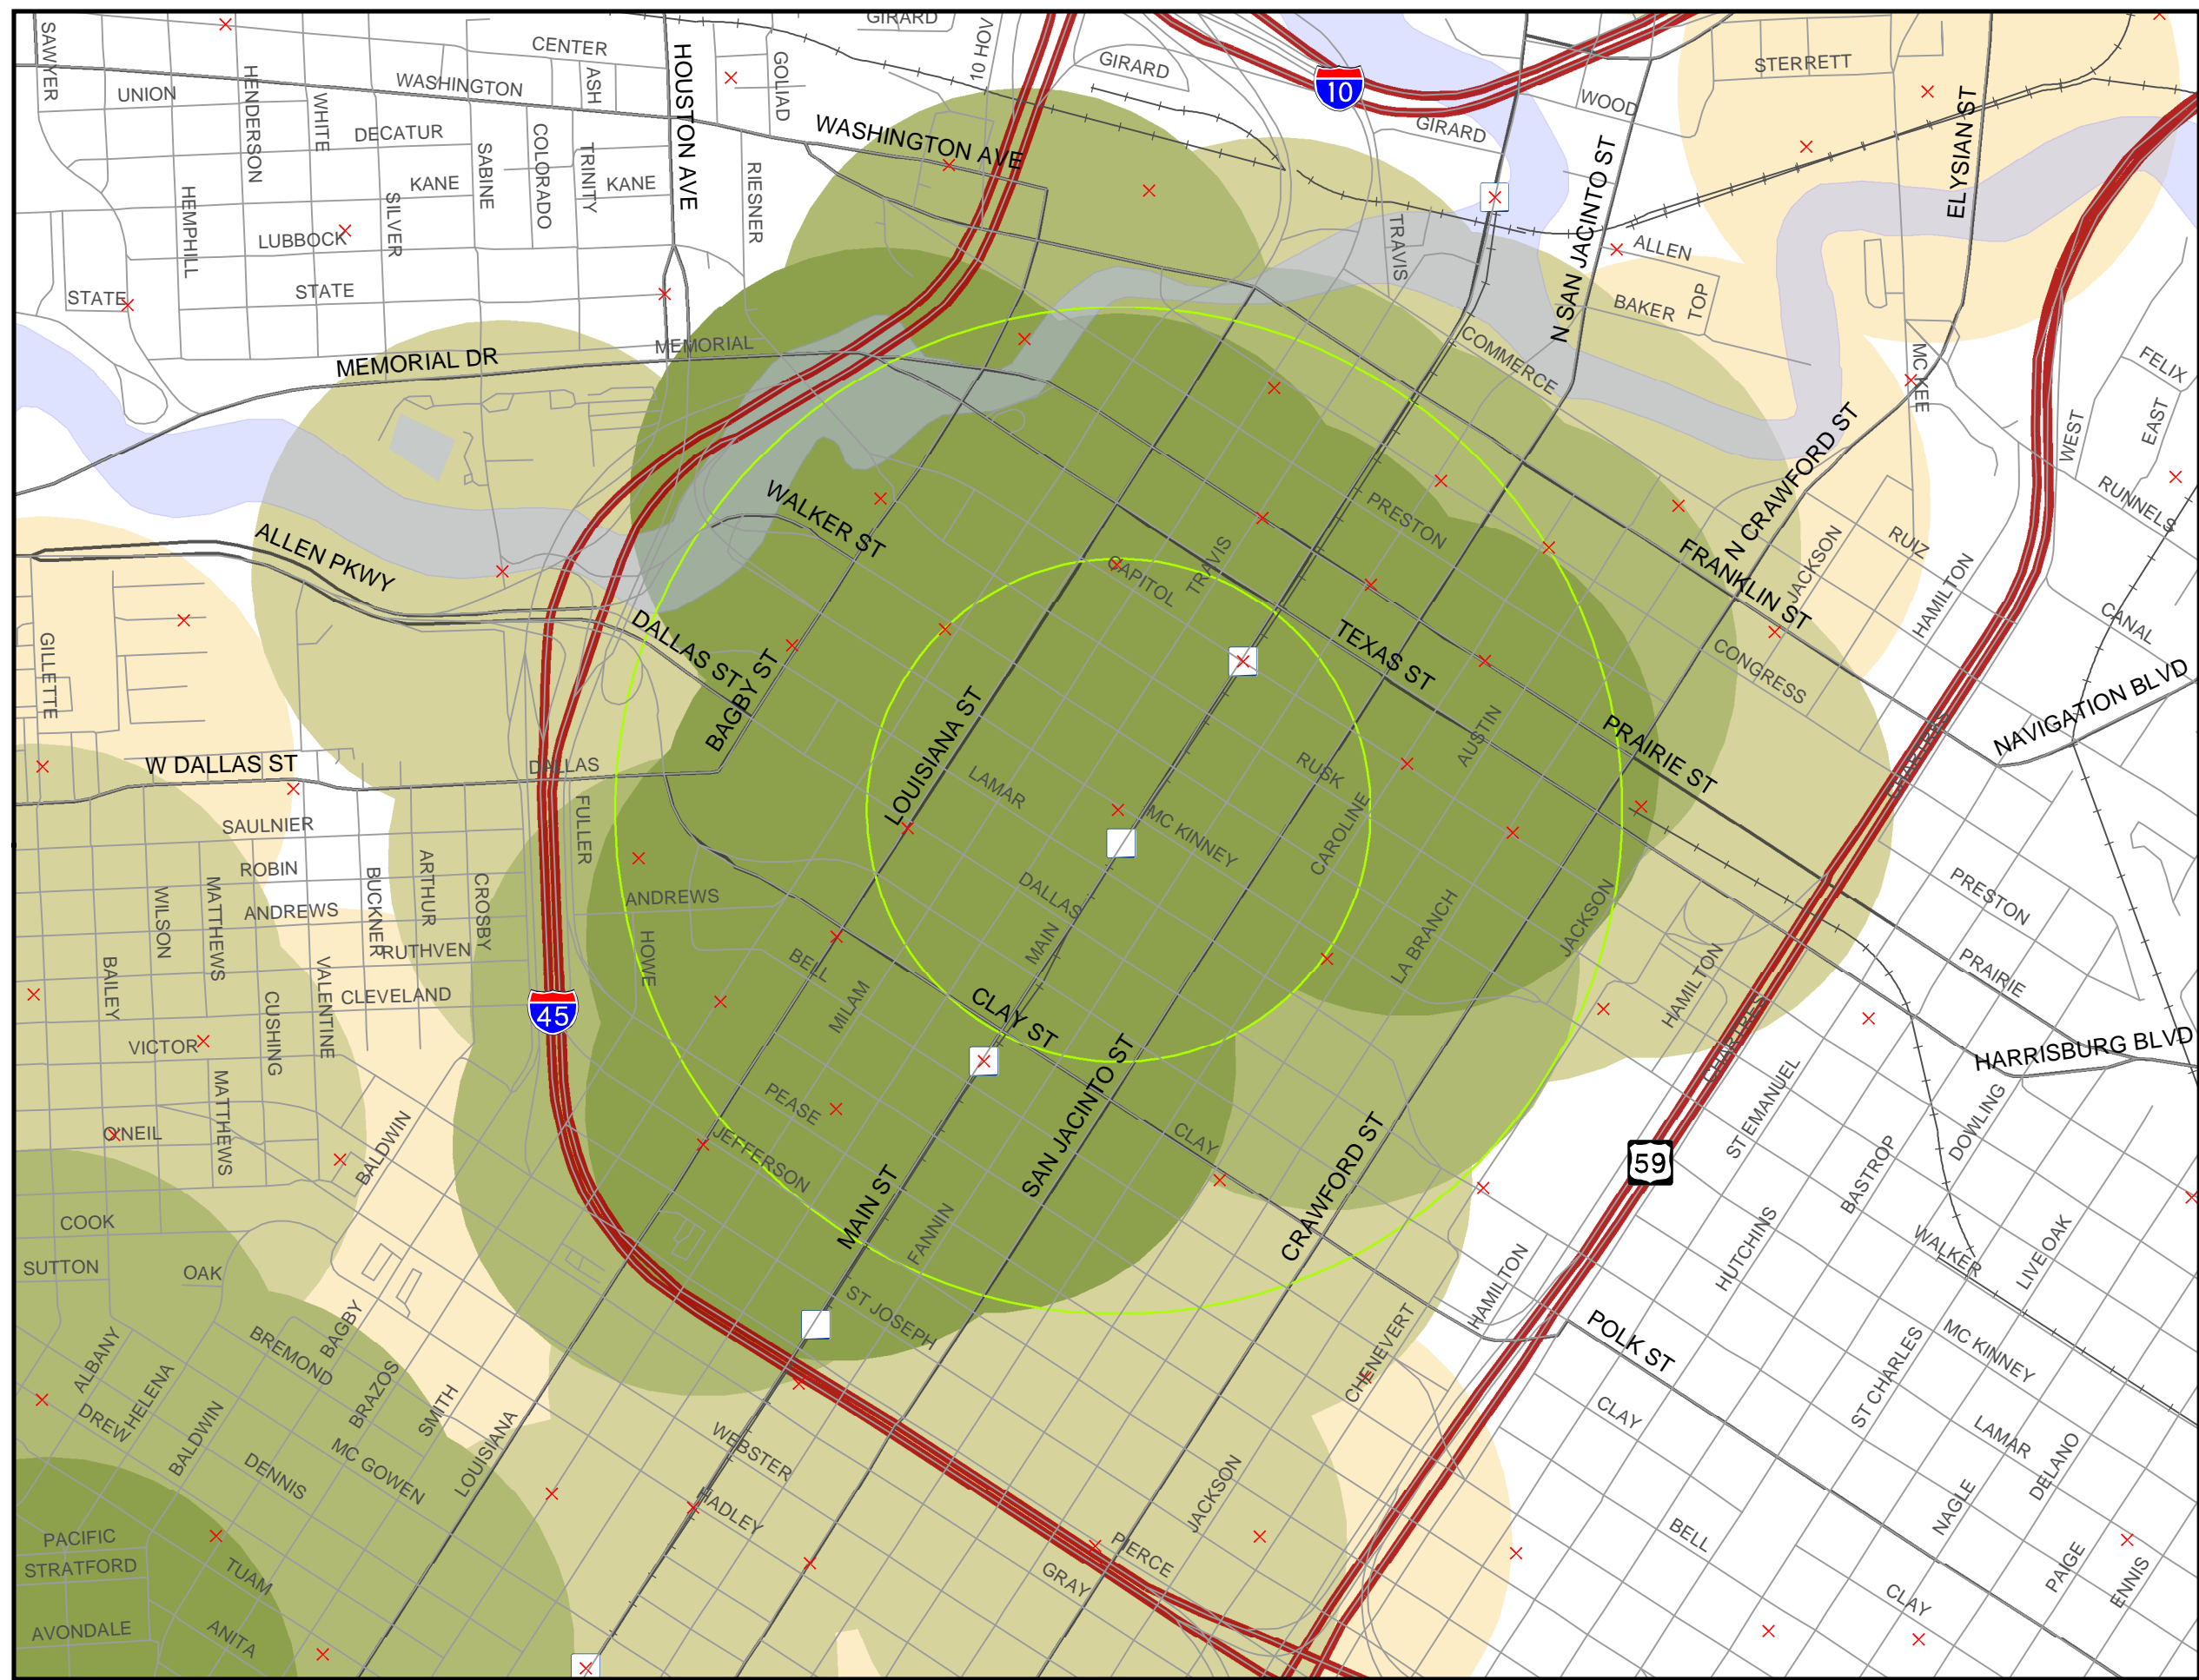 GIRARD
SAWYER
CENTER
HOUSTON AVE
10 HOV
GIRARD
STERRETT
HENDERSON
ASH
GOLIAD
WASHINGTON
UNION
WHITE
10
WOOD
ELYSIAN ST
WASHINGTON AVE
GIRARD
DECATUR
COLORADO
SABINE
TRINITY
RIESNER
N SAN JACINTO ST
KANE
KANE
HEMPHILL
SILVER
LUBBOCK
TRAVIS
ALLEN
STATE
STATE
BAKER
TOP
MEMORIAL
MEMORIAL DR
COMMERCE
MC KEE
FELIX
EAST
WEST
N CRAWFORD ST
RUNNELS
WALKER ST
PRESTON
ALLEN PKWY
RUIZ
JACKSON
FRANKLIN ST
CAPITOL
TRAVIS
HAMILTON
CANAL
DALLAS ST
GILLETTE
TEXAS ST
CONGRESS
BAGBY ST
LOUISIANA ST
NAVIGATION BLVD
AUSTIN
PRAIRIE ST
CHARTRES
W DALLAS ST
DALLAS
RUSK
LAMAR
FULLER
MC KINNEY
CAROLINE
SAULNIER
ROBIN
ARTHUR
BUCKNER
CROSBY
MATTHEWS
WILSON
ANDREWS
ANDREWS
DALLAS
PRESTON
LA BRANCH
JACKSON
MAIN
HOWE
RUTHVEN
BELL
MILAM
HAMILTON
PRAIRIE
BAILEY
VALENTINE
CUSHING
CLEVELAND
45
CLAY ST
CHARTRES
VICTOR
HARRISBURG BLVD
SAN JACINTO ST
MATTHEWS
PEASE
ST EMANUEL
DOWLING
O'NEIL
BALDWIN
JEFFERSON
CLAY
CRAWFORD ST
59
BASTROP
MAIN ST
FANNIN
COOK
WALKER
LIVE OAK
HUTCHINS
SUTTON
OAK
HAMILTON
ST JOSEPH
BAGBY
BREMOND
POLK ST
CHENEVERT
MC KINNEY
ST CHARLES
ALBANY
HELENA
BRAZOS
SMITH
DREW
BALDWIN
LOUISIANA
CLAY
LAMAR
DELANO
MC GOWEN
DENNIS
WEBSTER
HADLEY
JACKSON
NAGLE
BELL
PACIFIC
STRATFORD
TUAM
PIERCE
GRAY
PAIGE
ENNIS
CLAY
AVONDALE
ANITA